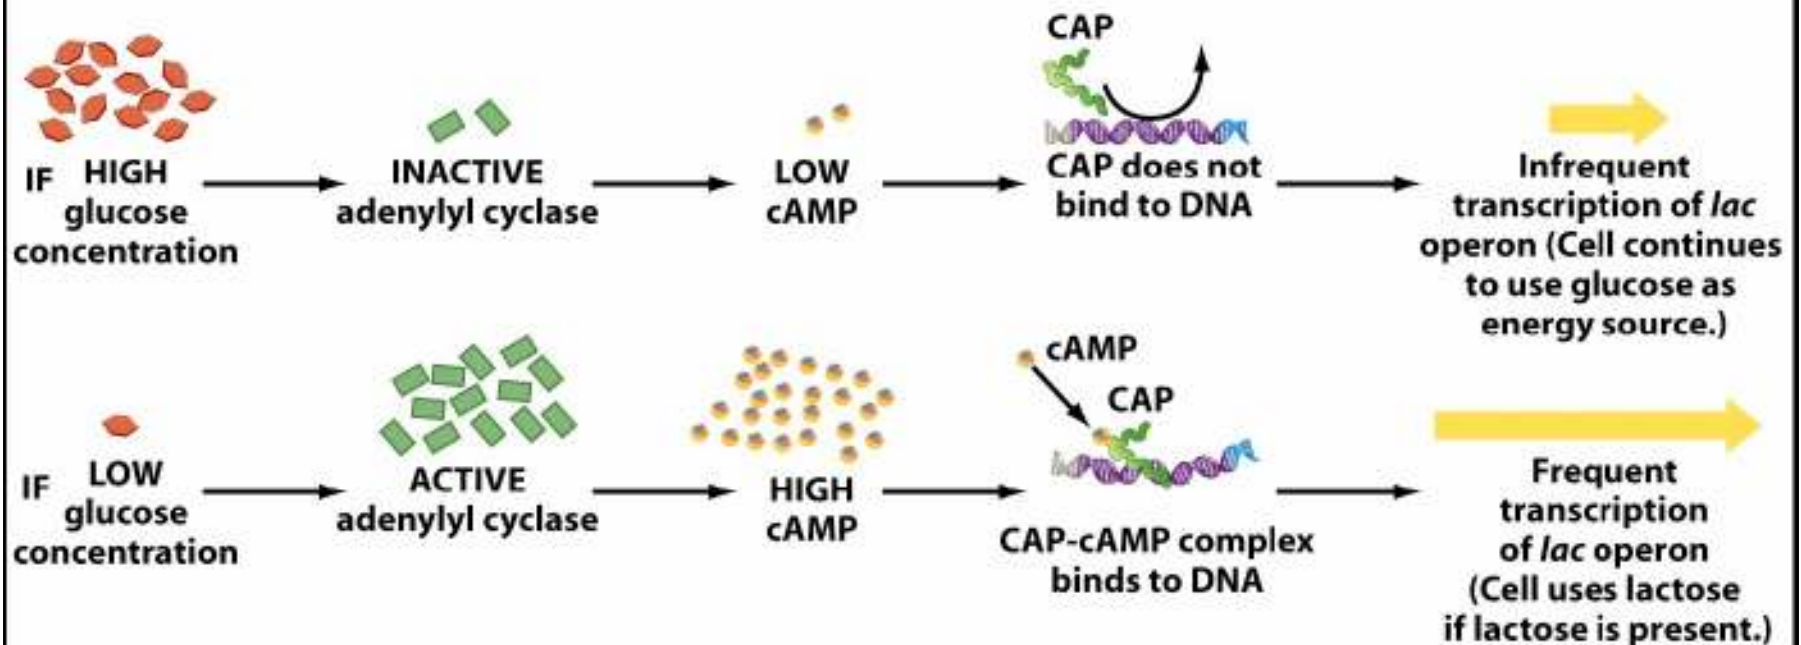 CAP
IF HIGH
glucose
concentration
INACTIVE
adenylyl cyclase
LOW
cAMP
CAP does not
bind to DNA
Infrequent
transcription of lac
operon (Cell continues
to use glucose as
energy source.)
IF LOW
glucose
concentration
ACTIVE
adenylyl cyclase
HIGH
cAMP
cAMP
CAP
CAP-cAMP complex
binds to DNA
Frequent
transcription
of lac operon
(Cell uses lactose
if lactose is present.)